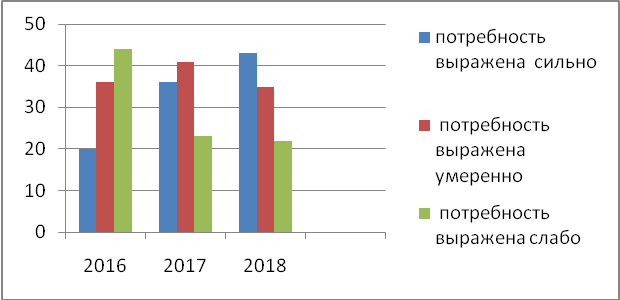 50
40
30
20
10
0
2016 2017 2018
потребность
выражена сильно
потребность
выражена
умеренно
потребность
выражена слабо